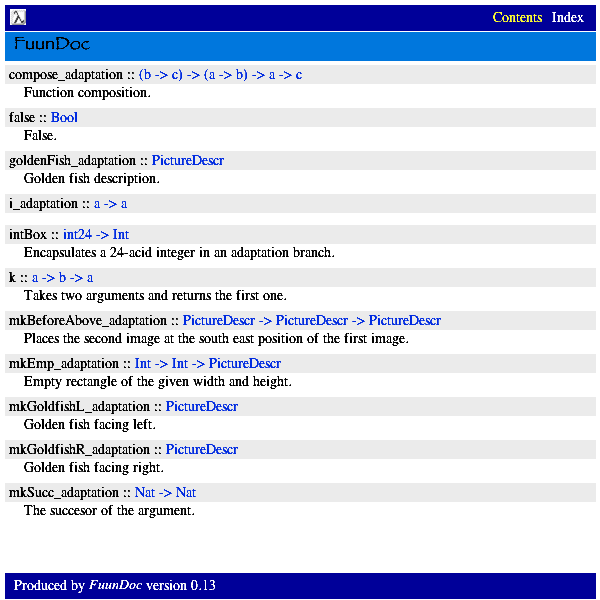 λ Contents Index
FuunDoc
compose_adaptation :: (b -> c) -> (a -> b) -> a -> c
Function composition.
false :: Bool
False.
goldenFish_adaptation :: PictureDescr
Golden fish description.
i_adaptation :: a -> a
intBox :: int24 -> Int
Encapsulates a 24-acid integer in an adaptation branch.
k :: a -> b -> a
Takes two arguments and returns the first one.
mkBeforeAbove_adaptation :: PictureDescr -> PictureDescr -> PictureDescr
Places the second image at the south east position of the first image.
mkEmp_adaptation :: Int -> Int -> PictureDescr
Empty rectangle of the given width and height.
mkGoldfishL_adaptation :: PictureDescr
Golden fish facing left.
mkGoldfishR_adaptation :: PictureDescr
Golden fish facing right.
mkSucc_adaptation :: Nat -> Nat
The succesor of the argument.
Produced by FuunDoc version 0.13